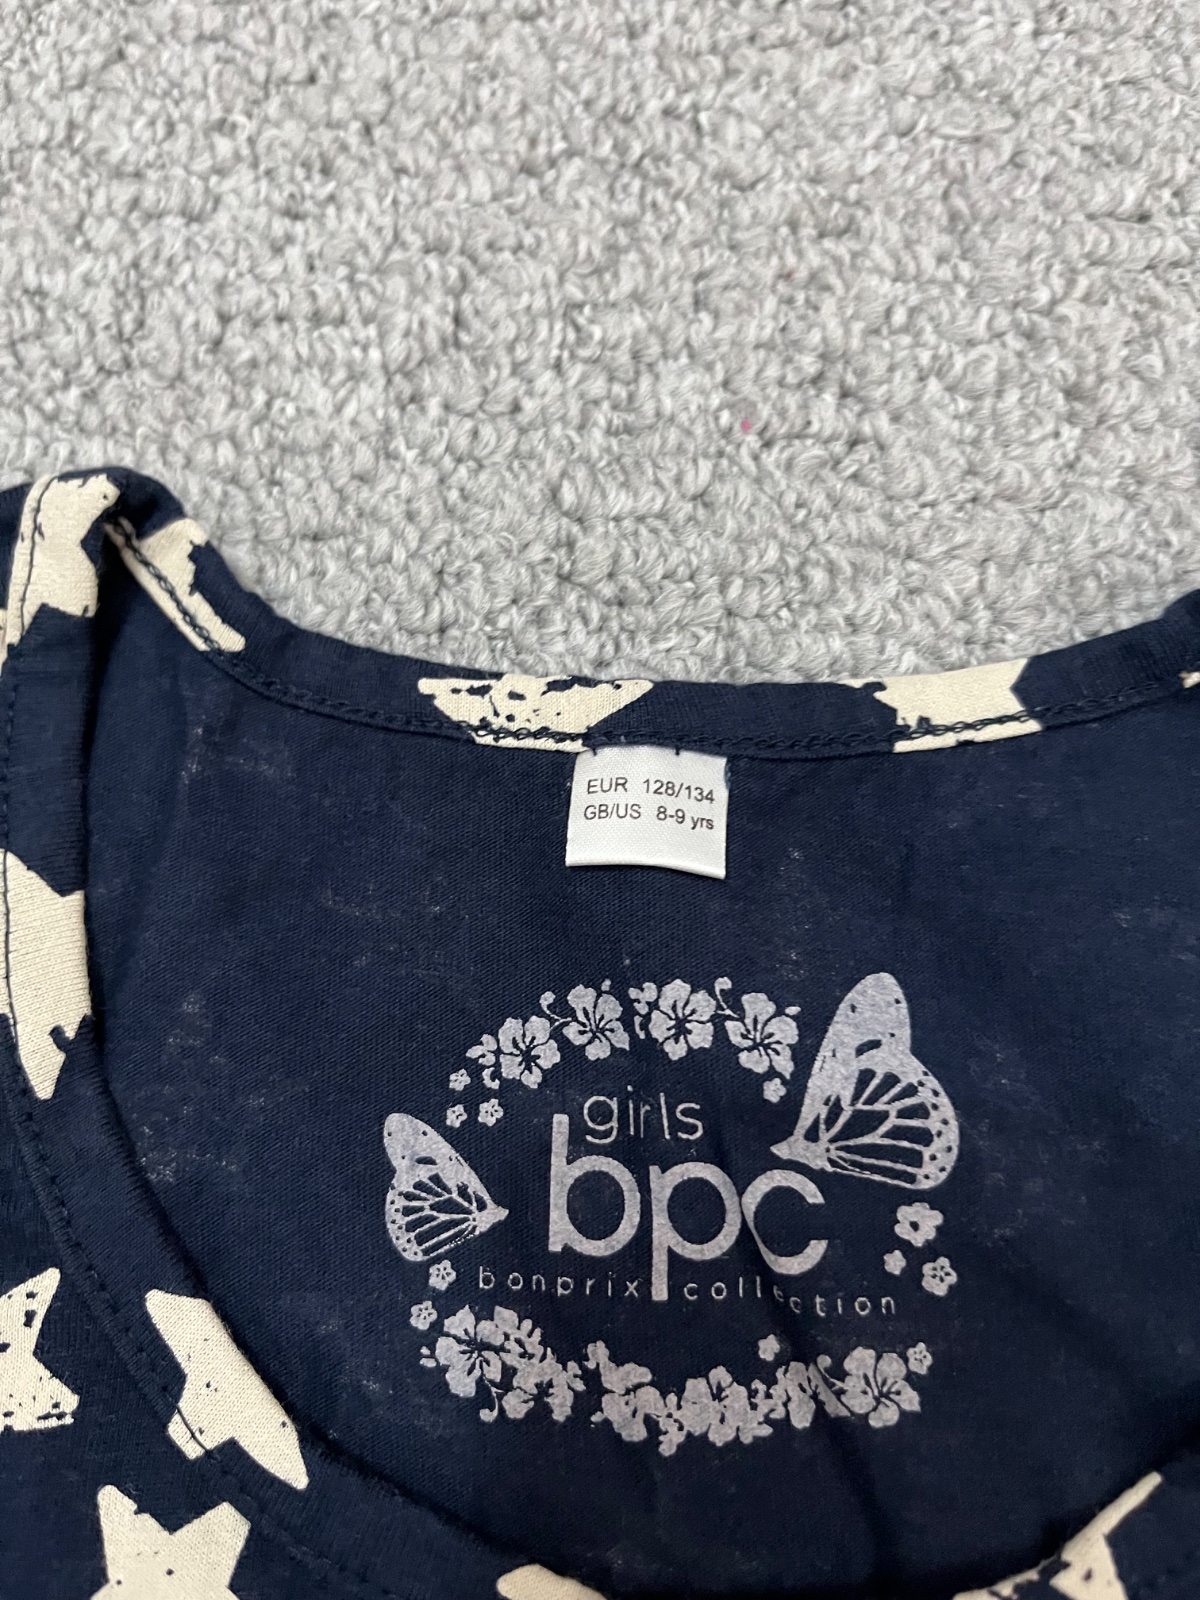 EUR 128/134
GB/US 8-9 yrs
girls
bpc
bonprix collection